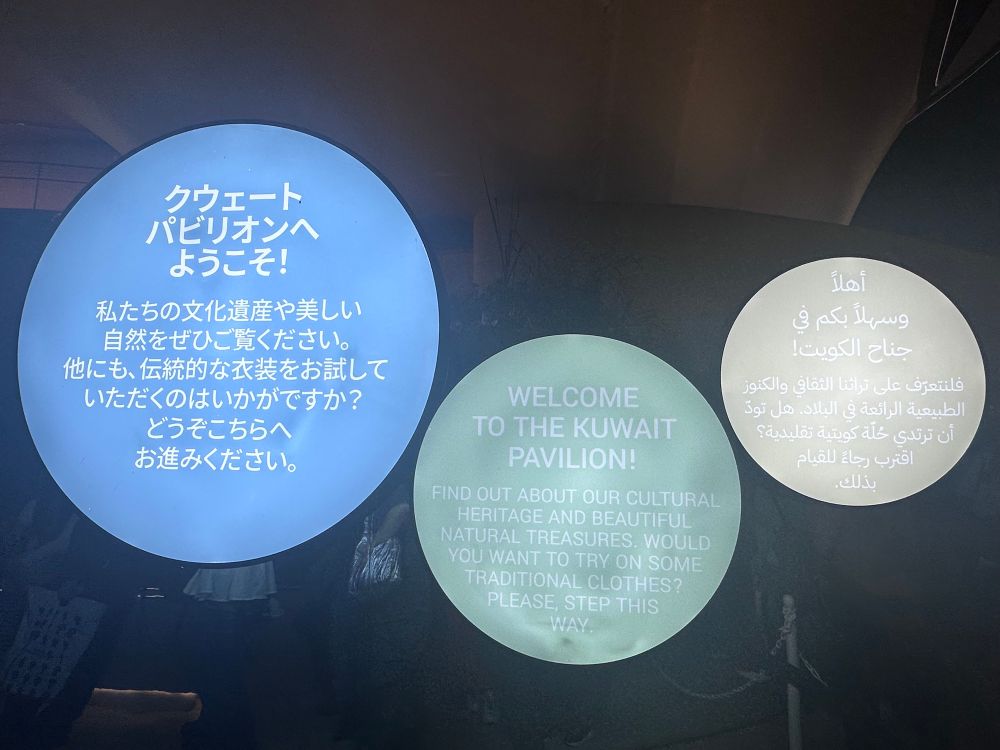 クウェート
パビリオンへ
ようこそ!
私たちの文化遺産や美しい
自然をぜひご覧ください。
他にも、伝統的な衣装をお試して
いただくのはいかがですか?
どうぞこちらへ
お進みください。
WELCOME
TO THE KUWAIT
PAVILION!
FIND OUT ABOUT OUR CULTURAL
HERITAGE AND BEAUTIFUL
NATURAL TREASURES. WOULD
YOU WANT TO TRY ON SOME
TRADITIONAL CLOTHES?
PLEASE, STEP THIS
WAY.
أهلاً
وسهلاً بكم في
جناح الكويت!
فلنتعرّف على تراثنا الثقافي والكنوز
الطبيعية الرائعة في البلاد. هل تودّ
أن ترتدي حُلّة كويتية تقليدية؟
اقترب رجاءً للقيام
بذلك.